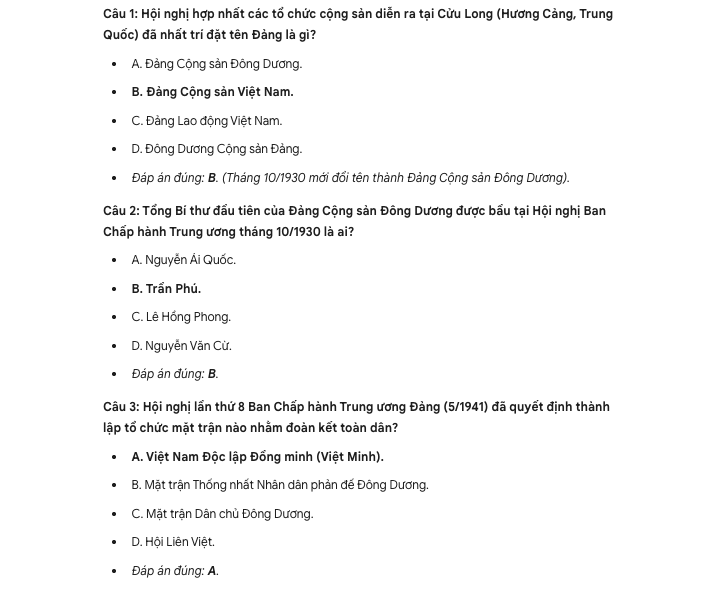 Câu 1: Hội nghị hợp nhất các tổ chức cộng sản diễn ra tại Cửu Long (Hương Cảng, Trung
Quốc) đã nhất trí đặt tên Đảng là gì?
• A. Đảng Cộng sản Đông Dương.
• B. Đảng Cộng sản Việt Nam.
• C. Đảng Lao động Việt Nam.
• D. Đông Dương Cộng sản Đảng.
• Đáp án đúng: B. (Tháng 10/1930 mới đổi tên thành Đảng Cộng sản Đông Dương).
Câu 2: Tổng Bí thư đầu tiên của Đảng Cộng sản Đông Dương được bầu tại Hội nghị Ban
Chấp hành Trung ương tháng 10/1930 là ai?
• A. Nguyễn Ái Quốc.
• B. Trần Phú.
• C. Lê Hồng Phong.
• D. Nguyễn Văn Cừ.
• Đáp án đúng: B.
Câu 3: Hội nghị lần thứ 8 Ban Chấp hành Trung ương Đảng (5/1941) đã quyết định thành
lập tổ chức mặt trận nào nhằm đoàn kết toàn dân?
• A. Việt Nam Độc lập Đồng minh (Việt Minh).
• B. Mặt trận Thống nhất Nhân dân phản đế Đông Dương.
• C. Mặt trận Dân chủ Đông Dương.
• D. Hội Liên Việt.
• Đáp án đúng: A.